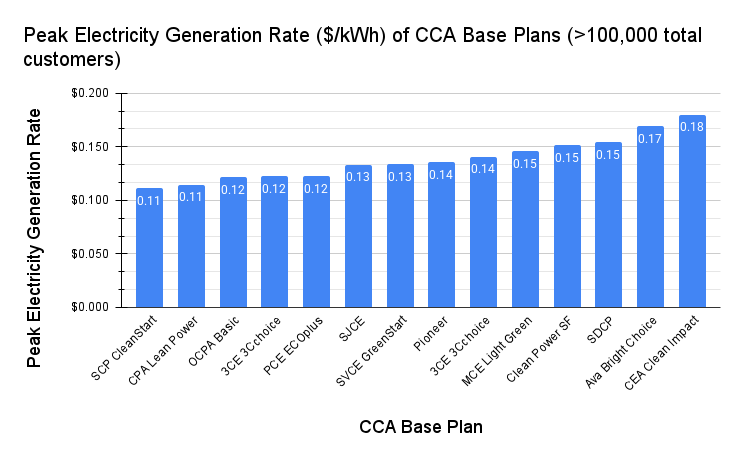 Peak Electricity Generation Rate ($/kWh) of CCA Base Plans (>100,000 total
customers)
Peak Electricity Generation Rate
$0.200
$0.150
$0.100
$0.050
$0.000
0.11
0.11
0.12
0.12
0.12
0.13
0.13
0.14
0.14
0.15
0.15
0.15
0.17
0.18
SCP CleanStart
CPA Lean Power
OCPA Basic
3CE 3Cchoice
PCE ECOplus
SJCE
SVCE GreenStart
Pioneer
3CE 3Cchoice
MCE Light Green
Clean Power SF
SDCP
Ava Bright Choice
CEA Clean Impact
CCA Base Plan